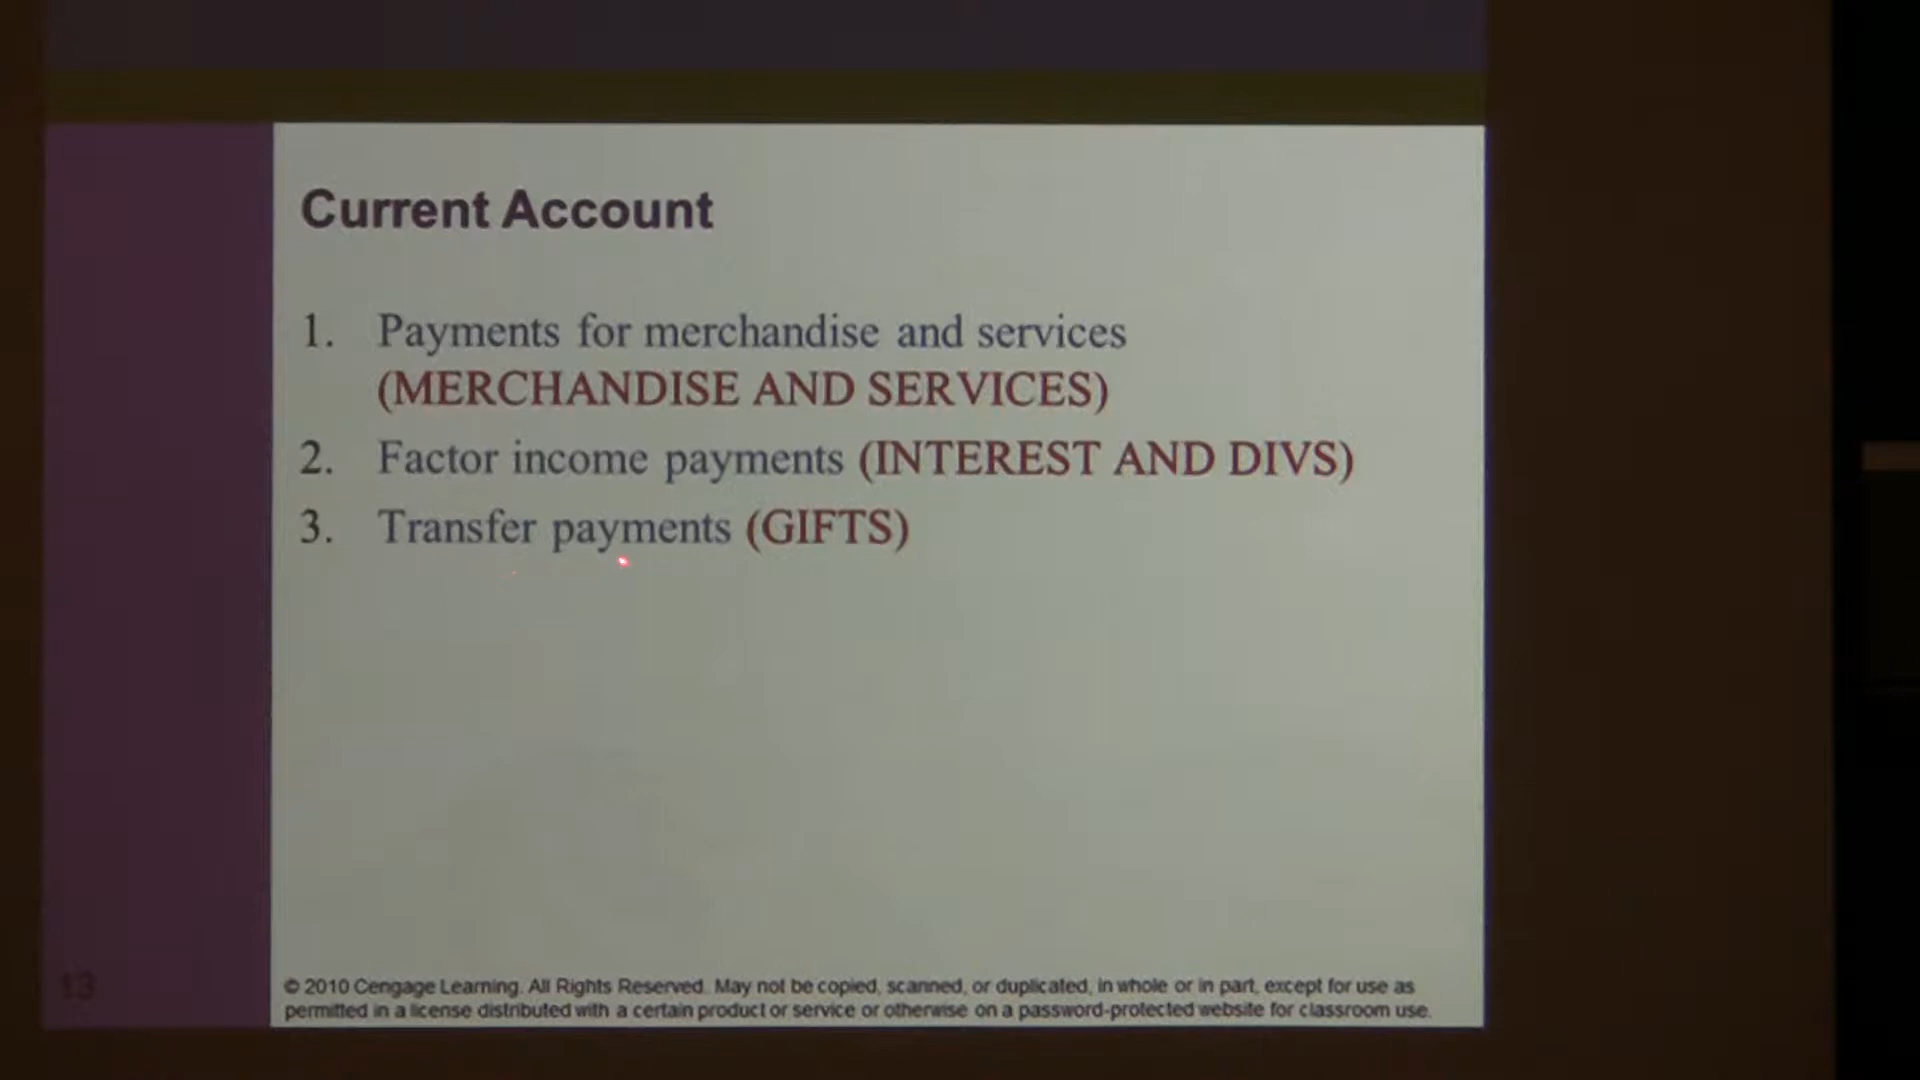 Current Account
1. Payments for merchandise and services
(MERCHANDISE AND SERVICES)
2. Factor income payments (INTEREST AND DIVS)
3. Transfer payments (GIFTS)
13
© 2010 Cengage Learning. All Rights Reserved. May not be copied, scanned, or duplicated, in whole or in part, except for use as
permitted in a license distributed with a certain product or service or otherwise on a password-protected website for classroom use.